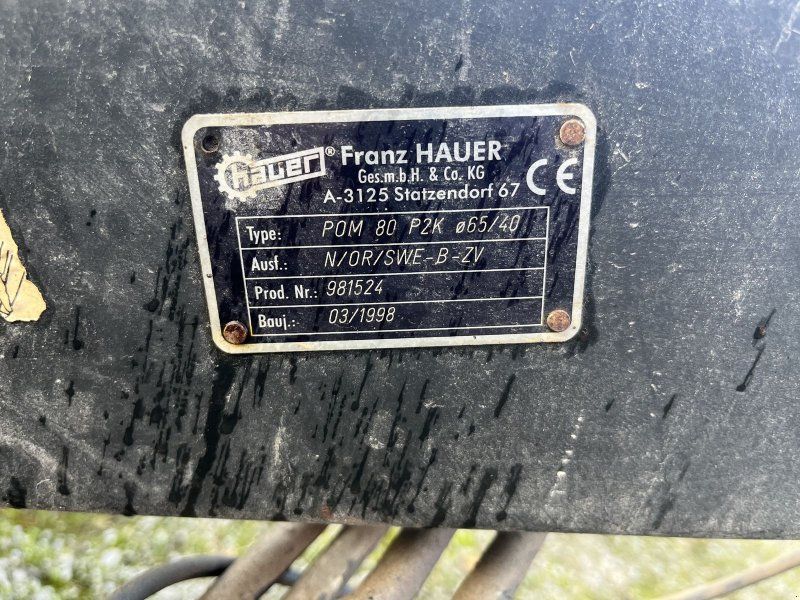 hauer® Franz HAUER
Ges.m.b.H. & Co. KG
A-3125 Statzendorf 67
CE
Type: POM 80 P2K ø65/40
Ausf.: N/OR/SWE-B-ZV
Prod. Nr.: 981524
Bauj.: 03/1998